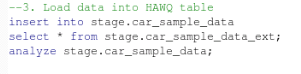 --3. Load data into HAWQ table
insert into stage.car_sample_data
select * from stage.car_sample_data_ext;
analyze stage.car_sample_data;